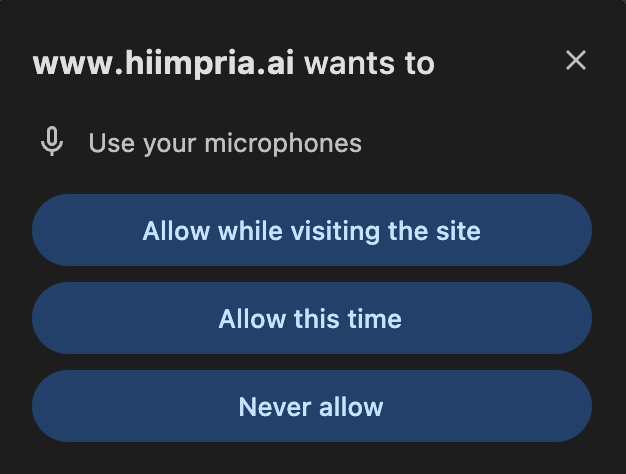 www.hiimpria.ai wants to
Use your microphones
Allow while visiting the site
Allow this time
Never allow